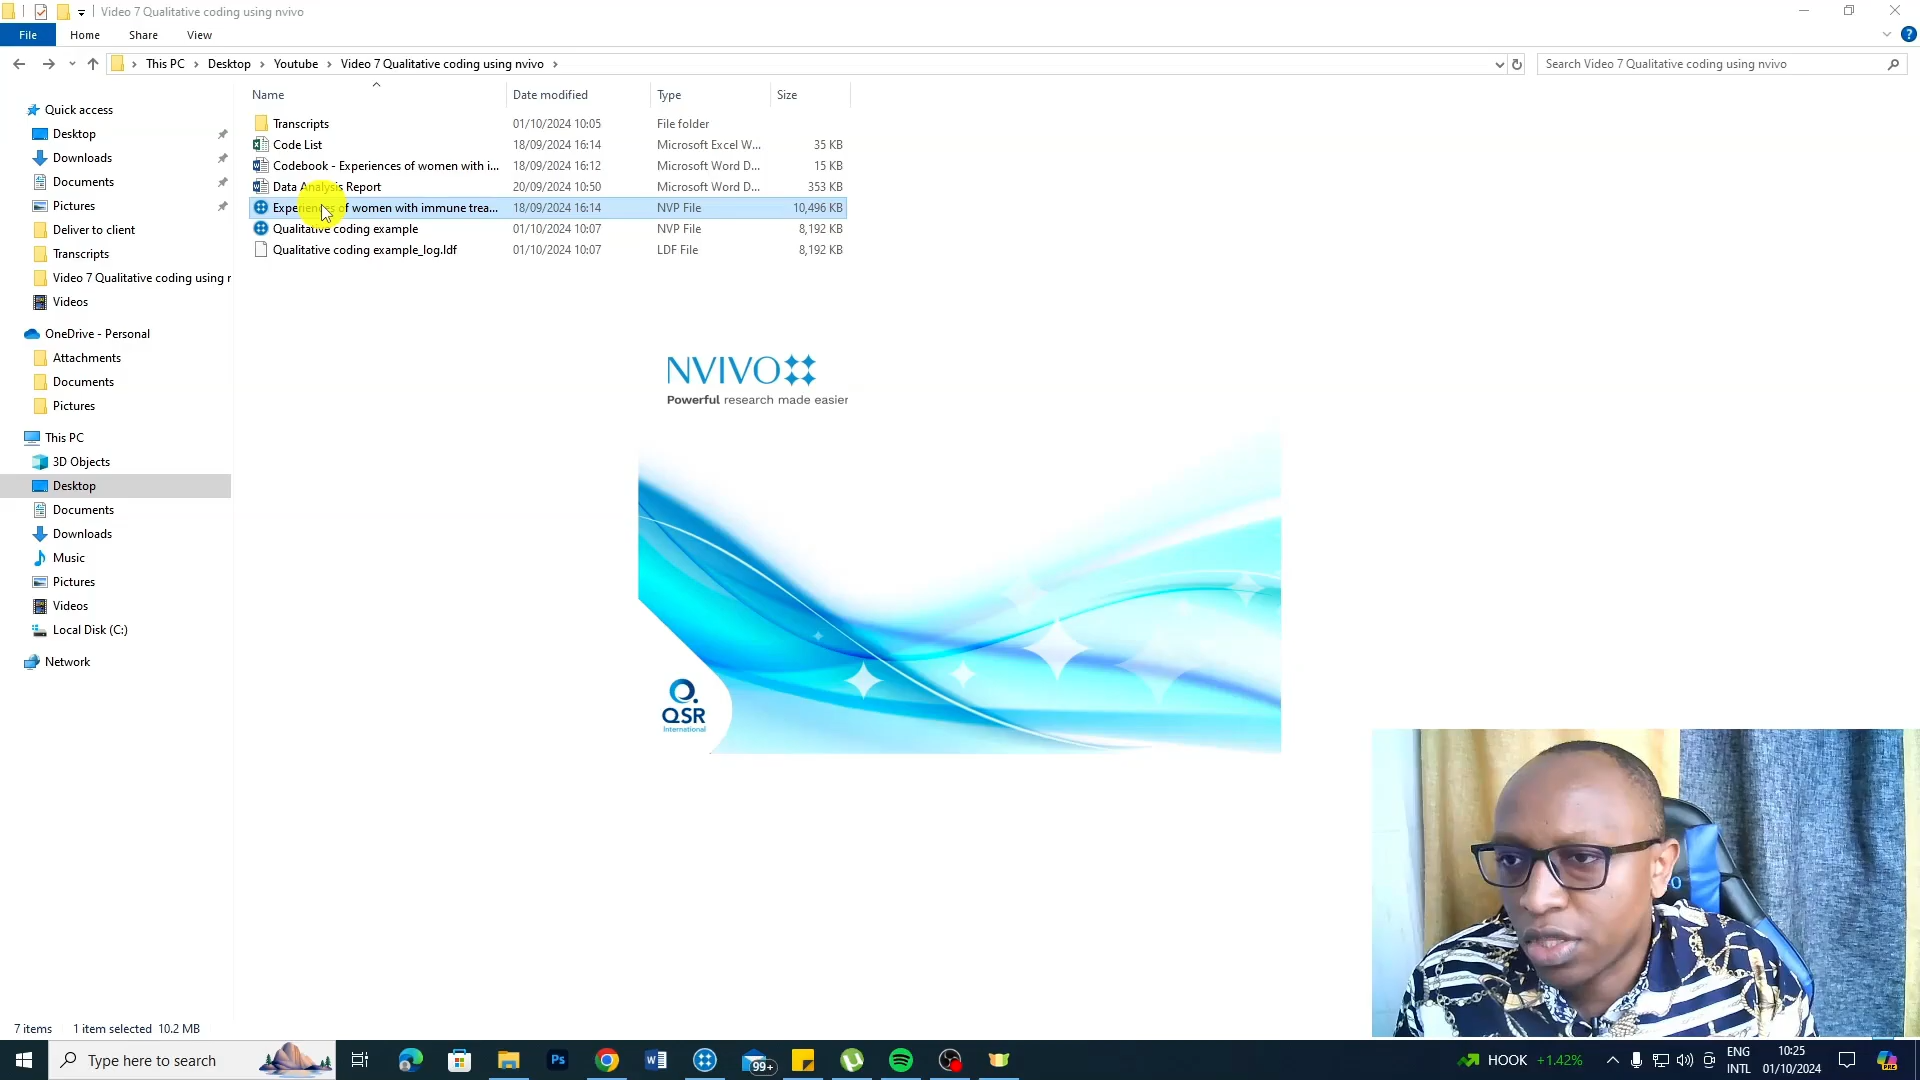 Video 7 Qualitative coding using nvivo
File Home Share View
This PC Desktop Youtube Video 7 Qualitative coding using nvivo
Search Video 7 Qualitative coding using nvivo
Name Date modified Type Size
Transcripts 01/10/2024 10:05 File folder
Code List 18/09/2024 16:14 Microsoft Excel W... 35 KB
Codebook - Experiences of women with i... 18/09/2024 16:12 Microsoft Word D... 15 KB
Data Analysis Report 20/09/2024 10:50 Microsoft Word D... 353 KB
Experiences of women with immune trea... 18/09/2024 16:14 NVP File 10,496 KB
Qualitative coding example 01/10/2024 10:07 NVP File 8,192 KB
Qualitative coding example_log.ldf 01/10/2024 10:07 LDF File 8,192 KB
Quick access
Desktop
Downloads
Documents
Pictures
Deliver to client
Transcripts
Video 7 Qualitative coding using r
Videos
OneDrive - Personal
Attachments
Documents
Pictures
This PC
3D Objects
Desktop
Documents
Downloads
Music
Pictures
Videos
Local Disk (C:)
Network
NVIVO
Powerful research made easier
QSR
International
7 items 1 item selected 10.2 MB
Type here to search
Ps
99+
HOOK +1.42%
ENG
INTL
10:25
01/10/2024
PRE